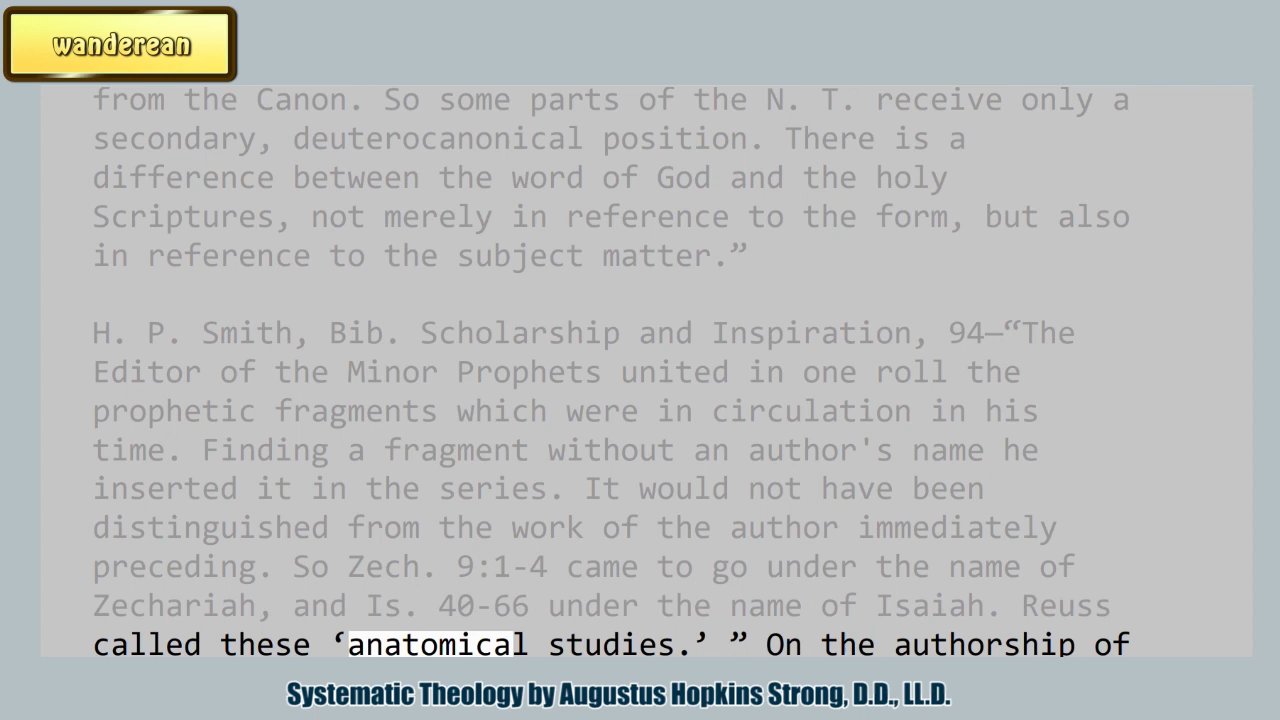 wanderean
from the Canon. So some parts of the N. T. receive only a
secondary, deuterocanonical position. There is a
difference between the word of God and the holy
Scriptures, not merely in reference to the form, but also
in reference to the subject matter.”
H. P. Smith, Bib. Scholarship and Inspiration, 94—“The
Editor of the Minor Prophets united in one roll the
prophetic fragments which were in circulation in his
time. Finding a fragment without an author's name he
inserted it in the series. It would not have been
distinguished from the work of the author immediately
preceding. So Zech. 9:1-4 came to go under the name of
Zechariah, and Is. 40-66 under the name of Isaiah. Reuss
called these ‘anatomical studies.’ ” On the authorship of
Systematic Theology by Augustus Hopkins Strong, D.D., LL.D.